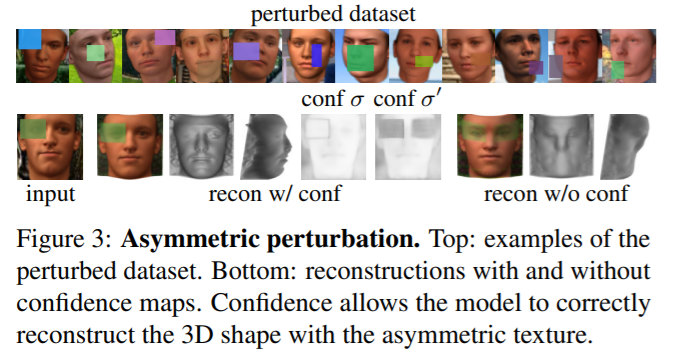 perturbed dataset
conf σ conf σ′
input recon w/ conf recon w/o conf
Figure 3: Asymmetric perturbation. Top: examples of the
perturbed dataset. Bottom: reconstructions with and without
confidence maps. Confidence allows the model to correctly
reconstruct the 3D shape with the asymmetric texture.